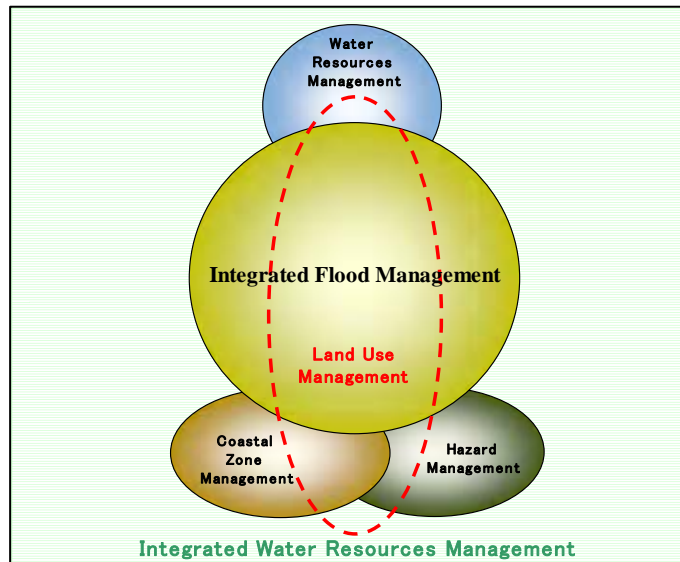 Water
Resources
Management
Integrated Flood Management
Land Use
Management
Coastal
Zone
Management
Hazard
Management
Integrated Water Resources Management